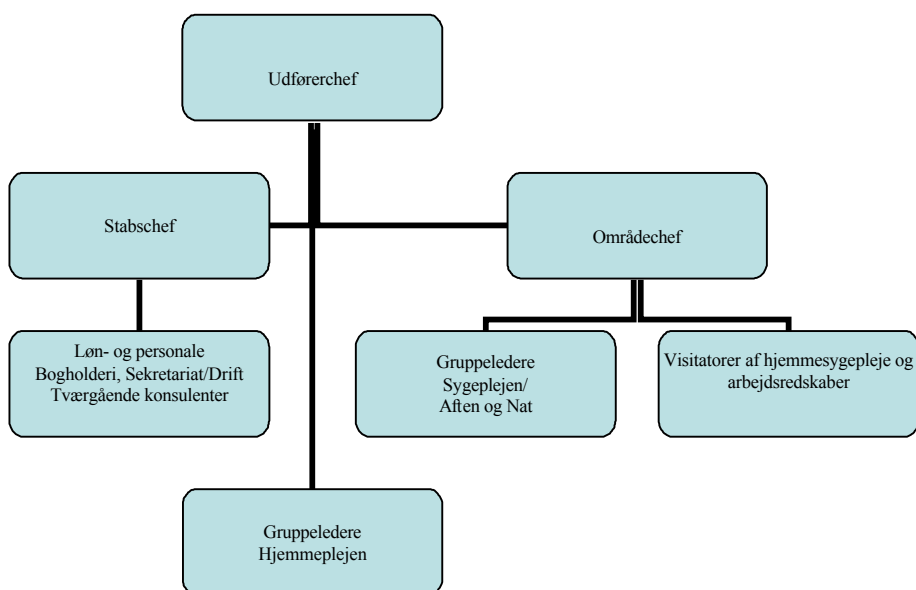 Udførerchef
Stabschef
Områdechef
Løn- og personale
Bogholderi, Sekretariat/Drift
Tværgående konsulenter
Gruppeledere
Sygeplejen/
Aften og Nat
Visitatorer af hjemmesygepleje og
arbejdsredskaber
Gruppeledere
Hjemmeplejen